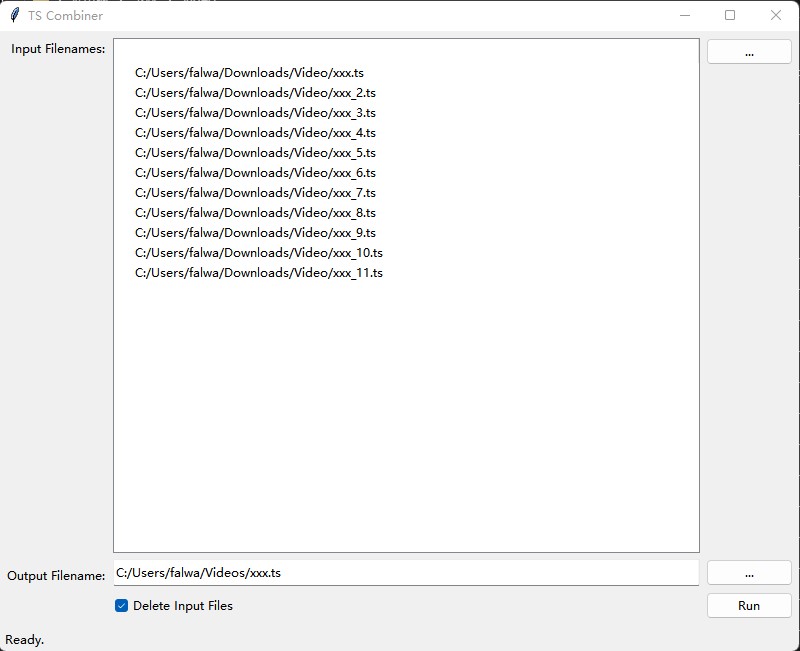 TS Combiner
Input Filenames:
...
C:/Users/falwa/Downloads/Video/xxx.ts
C:/Users/falwa/Downloads/Video/xxx_2.ts
C:/Users/falwa/Downloads/Video/xxx_3.ts
C:/Users/falwa/Downloads/Video/xxx_4.ts
C:/Users/falwa/Downloads/Video/xxx_5.ts
C:/Users/falwa/Downloads/Video/xxx_6.ts
C:/Users/falwa/Downloads/Video/xxx_7.ts
C:/Users/falwa/Downloads/Video/xxx_8.ts
C:/Users/falwa/Downloads/Video/xxx_9.ts
C:/Users/falwa/Downloads/Video/xxx_10.ts
C:/Users/falwa/Downloads/Video/xxx_11.ts
Output Filename: C:/Users/falwa/Videos/xxx.ts ...
Delete Input Files Run
Ready.